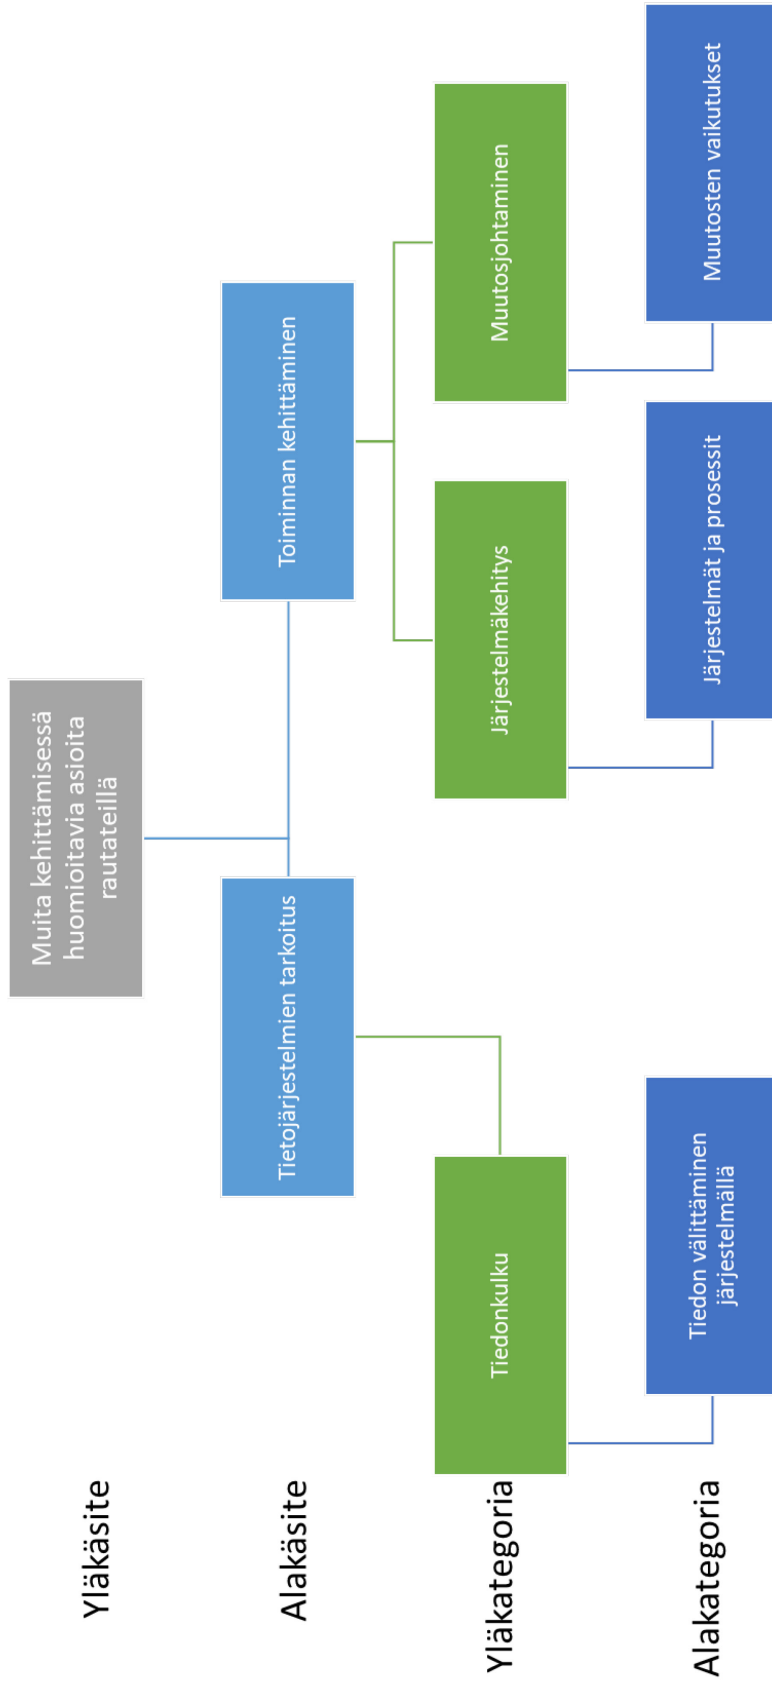 Yläkäsite
Muita kehittämisessä
huomioitavia asioita
rautateillä
Alakäsite
Tietojärjestelmien tarkoitus
Toiminnan kehittäminen
Yläkategoria
Tiedonkulku
Järjestelmäkehitys
Muutosjohtaminen
Alakategoria
Tiedon välittäminen
järjestelmällä
Järjestelmät ja prosessit
Muutosten vaikutukset